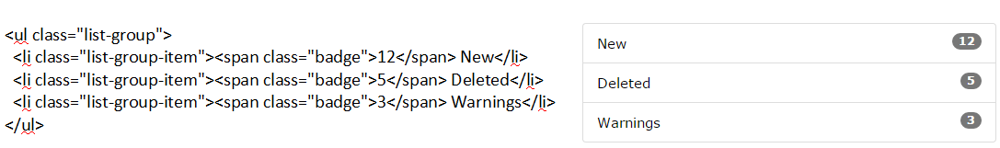 <ul class="list-group">
<li class="list-group-item"><span class="badge">12</span> New</li>
<li class="list-group-item"><span class="badge">5</span> Deleted</li>
<li class="list-group-item"><span class="badge">3</span> Warnings</li>
</ul>
New 12
Deleted 5
Warnings 3